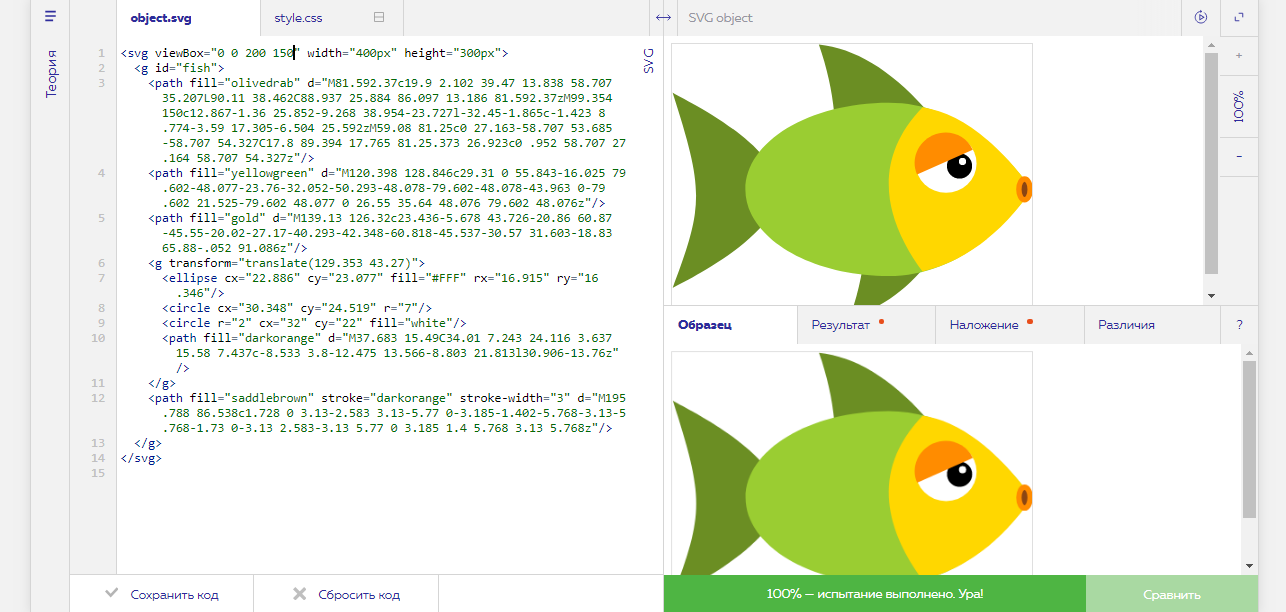 object.svg
style.css
SVG object
Теория
1 <svg viewBox="0 0 200 150" width="400px" height="300px">
2 <g id="fish">
3 <path fill="olivedrab" d="M81.592.37c19.9 2.102 39.47 13.838 58.707
35.207L90.11 38.462C88.937 25.884 86.097 13.186 81.592.37zM99.354
150c12.867-1.36 25.852-9.268 38.954-23.727l-32.45-1.865c-1.423 8
.774-3.59 17.305-6.504 25.592zM59.08 81.25c0 27.163-58.707 53.685
-58.707 54.327C17.8 89.394 17.765 81.25.373 26.923c0 .952 58.707 27
.164 58.707 54.327z"/>
4 <path fill="yellowgreen" d="M120.398 128.846c29.31 0 55.843-16.025 79
.602-48.077-23.76-32.052-50.293-48.078-79.602-48.078-43.963 0-79
.602 21.525-79.602 48.077 0 26.55 35.64 48.076 79.602 48.076z"/>
5 <path fill="gold" d="M139.13 126.32c23.436-5.678 43.726-20.86 60.87
-45.55-20.02-27.17-40.293-42.348-60.818-45.537-30.57 31.603-18.83
65.88-.052 91.086z"/>
6 <g transform="translate(129.353 43.27)">
7 <ellipse cx="22.886" cy="23.077" fill="#FFF" rx="16.915" ry="16
.346"/>
8 <circle cx="30.348" cy="24.519" r="7"/>
9 <circle r="2" cx="32" cy="22" fill="white"/>
10 <path fill="darkorange" d="M37.683 15.49C34.01 7.243 24.116 3.637
15.58 7.437c-8.533 3.8-12.475 13.566-8.803 21.813l30.906-13.76z"
/>
11 </g>
12 <path fill="saddlebrown" stroke="darkorange" stroke-width="3" d="M195
.788 86.538c1.728 0 3.13-2.583 3.13-5.77 0-3.185-1.402-5.768-3.13-5
.768-1.73 0-3.13 2.583-3.13 5.77 0 3.185 1.4 5.768 3.13 5.768z"/>
13 </g>
14 </svg>
15
SVG
+
100%
-
Образец
Результат
Наложение
Различия
?
Сохранить код
Сбросить код
100% — испытание выполнено. Ура!
Сравнить